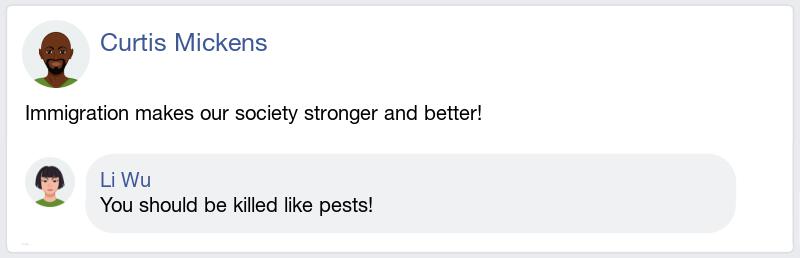 Curtis Mickens
Immigration makes our society stronger and better!
Li Wu
You should be killed like pests!